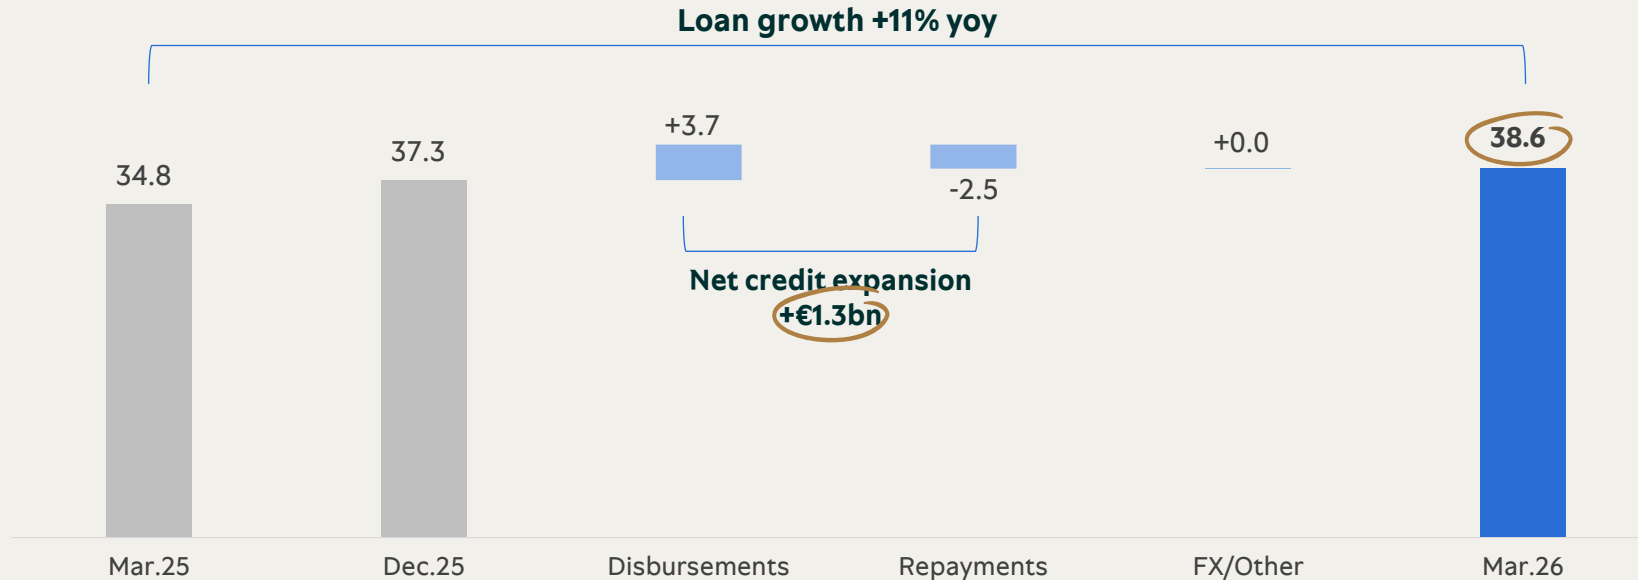 Loan growth +11% yoy
34.8
37.3
+3.7
-2.5
+0.0
38.6
Net credit expansion
+€1.3bn
Mar.25
Dec.25
Disbursements
Repayments
FX/Other
Mar.26